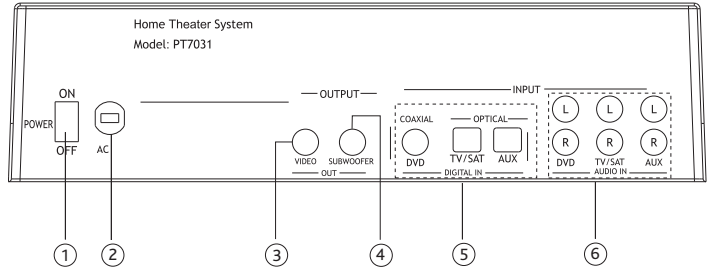 Home Theater System
Model: PT7031
OUTPUT
INPUT
ON
POWER
OFF
AC
VIDEO
SUBWOOFER
OUT
COAXIAL
OPTICAL
DVD
TV/SAT
AUX
DIGITAL IN
L
L
L
R
R
R
DVD
TV/SAT
AUX
AUDIO IN
1
2
3
4
5
6